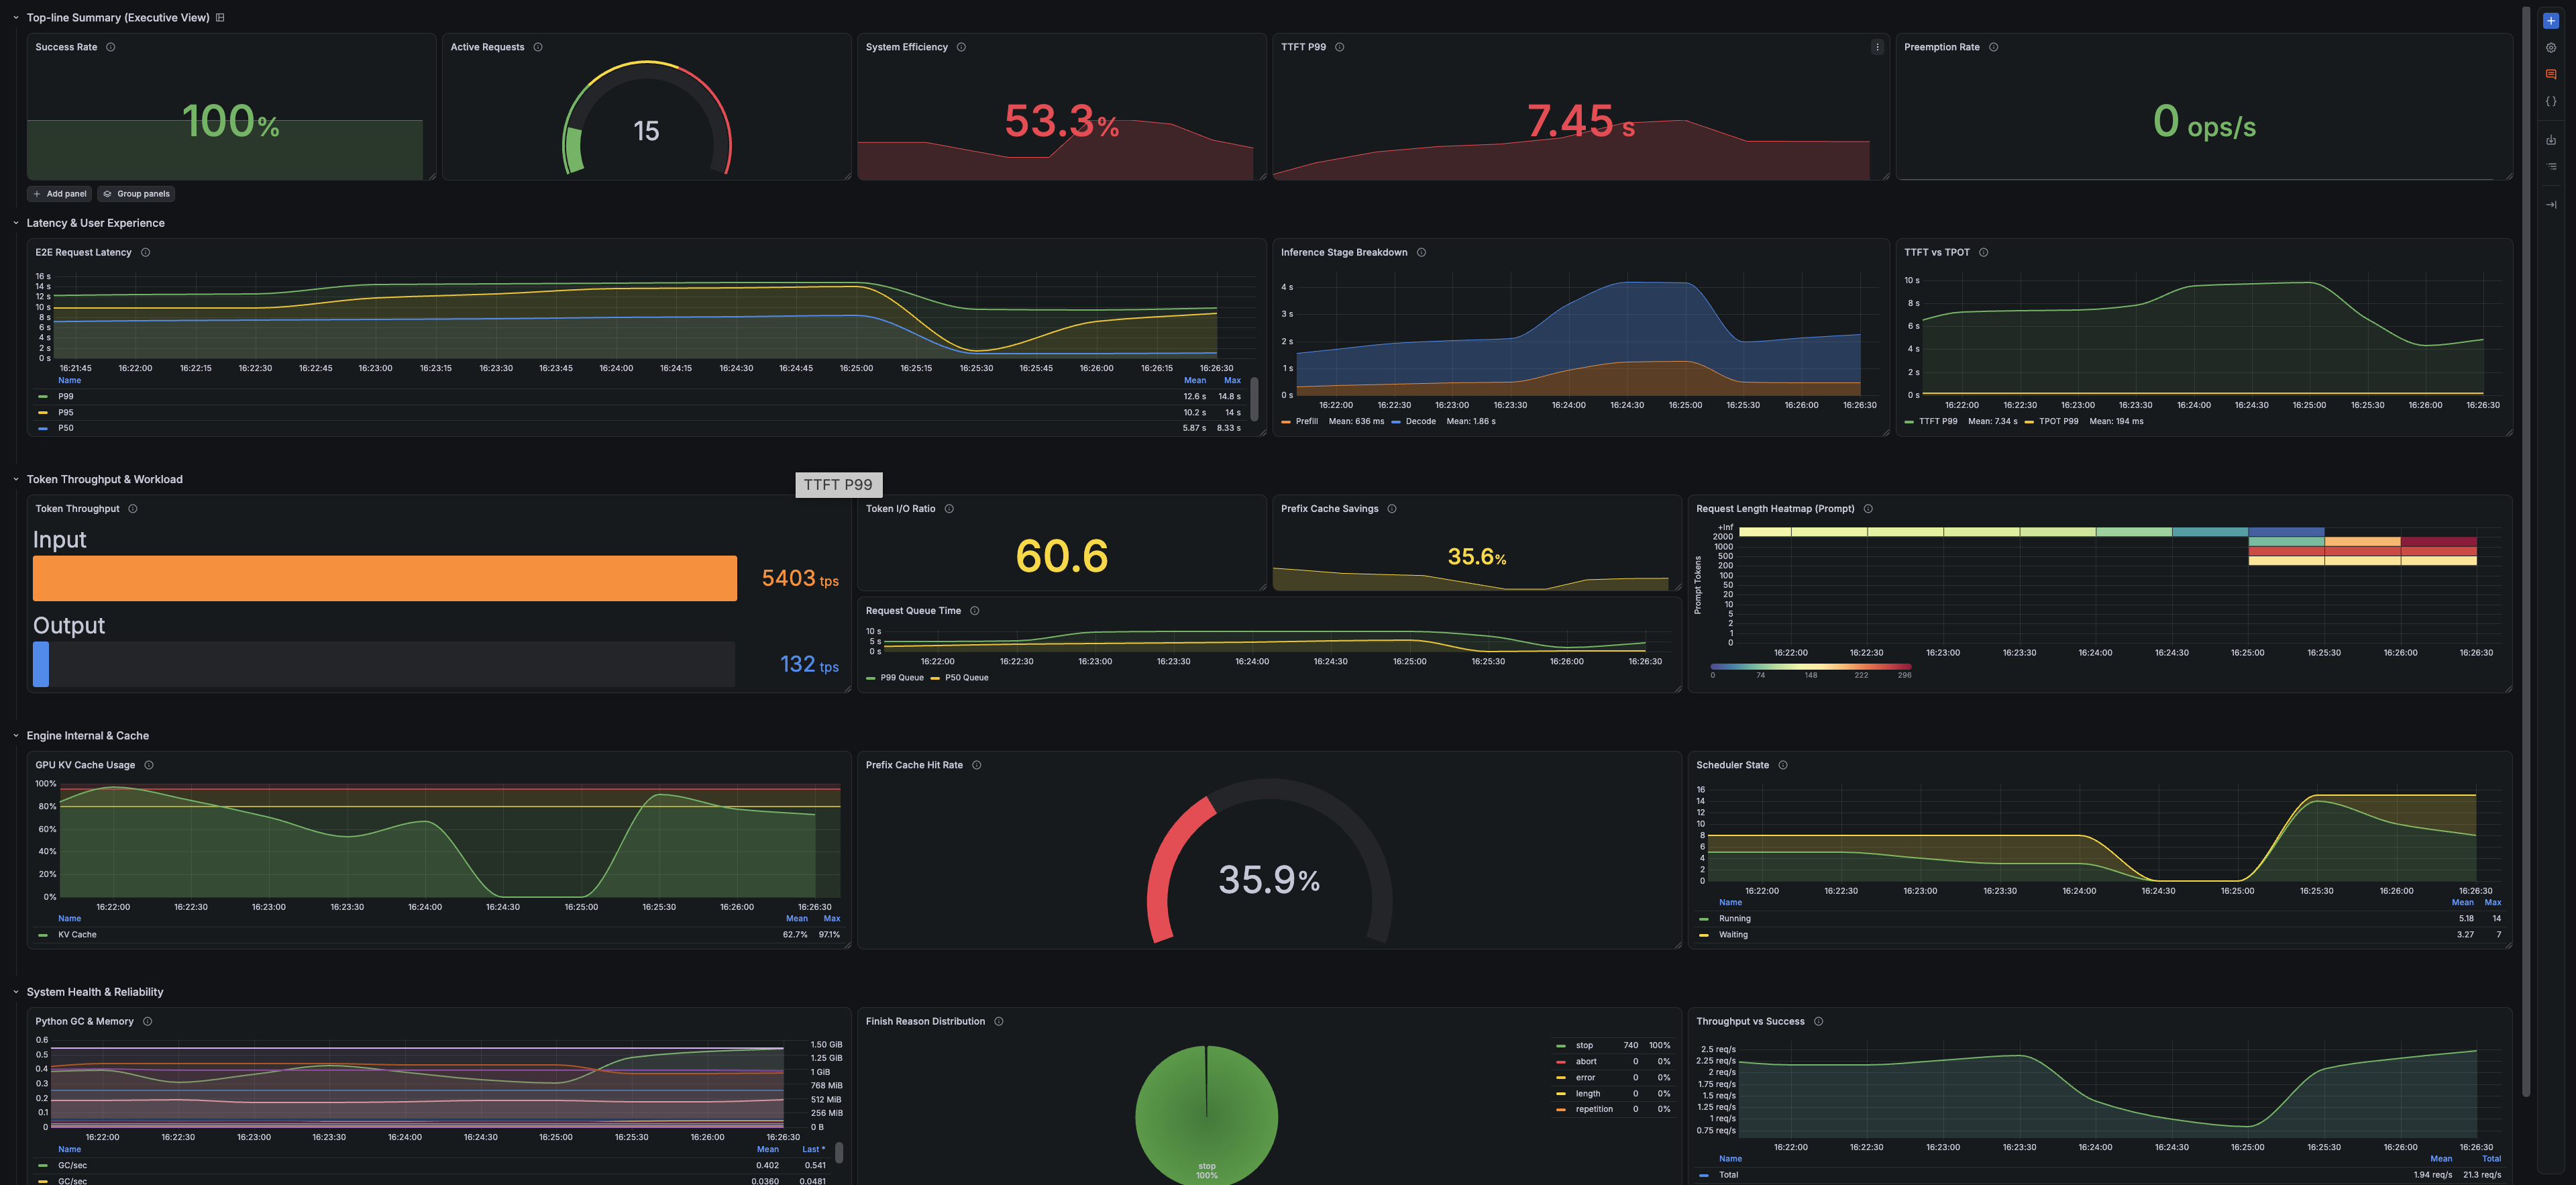 Top-line Summary (Executive View)
Success Rate
100%
Active Requests
15
System Efficiency
53.3%
TTFT P99
7.45 s
Preemption Rate
0 ops/s
Add panel
Group panels
Latency & User Experience
E2E Request Latency
16 s
14 s
12 s
10 s
8 s
6 s
4 s
2 s
0 s
16:21:45 16:22:00 16:22:15 16:22:30 16:22:45 16:23:00 16:23:15 16:23:30 16:23:45 16:24:00 16:24:15 16:24:30 16:24:45 16:25:00 16:25:15 16:25:30 16:25:45 16:26:00 16:26:15 16:26:30
Name Mean Max
P99 12.6 s 14.8 s
P95 10.2 s 14 s
P50 5.87 s 8.33 s
Inference Stage Breakdown
4 s
3 s
2 s
1 s
0 s
16:22:00 16:22:30 16:23:00 16:23:30 16:24:00 16:24:30 16:25:00 16:25:30 16:26:00 16:26:30
Prefill Mean: 636 ms Decode Mean: 1.86 s
TTFT vs TPOT
10 s
8 s
6 s
4 s
2 s
0 s
16:22:00 16:22:30 16:23:00 16:23:30 16:24:00 16:24:30 16:25:00 16:25:30 16:26:00 16:26:30
TTFT P99 Mean: 7.34 s TPOT P99 Mean: 194 ms
Token Throughput & Workload
TTFT P99
Token Throughput
Input
5403 tps
Output
132 tps
Token I/O Ratio
60.6
Prefix Cache Savings
35.6%
Request Queue Time
10 s
5 s
0 s
16:22:00 16:22:30 16:23:00 16:23:30 16:24:00 16:24:30 16:25:00 16:25:30 16:26:00 16:26:30
P99 Queue P50 Queue
Request Length Heatmap (Prompt)
Prompt Tokens
+Inf
2000
1000
500
200
100
50
20
10
5
2
1
0
16:22:00 16:22:30 16:23:00 16:23:30 16:24:00 16:24:30 16:25:00 16:25:30 16:26:00 16:26:30
0 74 148 222 296
Engine Internal & Cache
GPU KV Cache Usage
100%
80%
60%
40%
20%
0%
16:22:00 16:22:30 16:23:00 16:23:30 16:24:00 16:24:30 16:25:00 16:25:30 16:26:00 16:26:30
Name Mean Max
KV Cache 62.7% 97.1%
Prefix Cache Hit Rate
35.9%
Scheduler State
16
14
12
10
8
6
4
2
0
16:22:00 16:22:30 16:23:00 16:23:30 16:24:00 16:24:30 16:25:00 16:25:30 16:26:00 16:26:30
Name Mean Max
Running 5.18 14
Waiting 3.27 7
System Health & Reliability
Python GC & Memory
0.6
0.5
0.4
0.3
0.2
0.1
0
1.50 GiB
1.25 GiB
1 GiB
768 MiB
512 MiB
256 MiB
0 B
16:22:00 16:22:30 16:23:00 16:23:30 16:24:00 16:24:30 16:25:00 16:25:30 16:26:00 16:26:30
Name Mean Last *
GC/sec 0.402 0.541
GC/sec 0.0360 0.0481
Finish Reason Distribution
stop
100%
stop 740 100%
abort 0 0%
error 0 0%
length 0 0%
repetition 0 0%
Throughput vs Success
2.5 req/s
2.25 req/s
2 req/s
1.75 req/s
1.5 req/s
1.25 req/s
1 req/s
0.75 req/s
16:22:00 16:22:30 16:23:00 16:23:30 16:24:00 16:24:30 16:25:00 16:25:30 16:26:00 16:26:30
Name Mean Total
Total 1.94 req/s 21.3 req/s